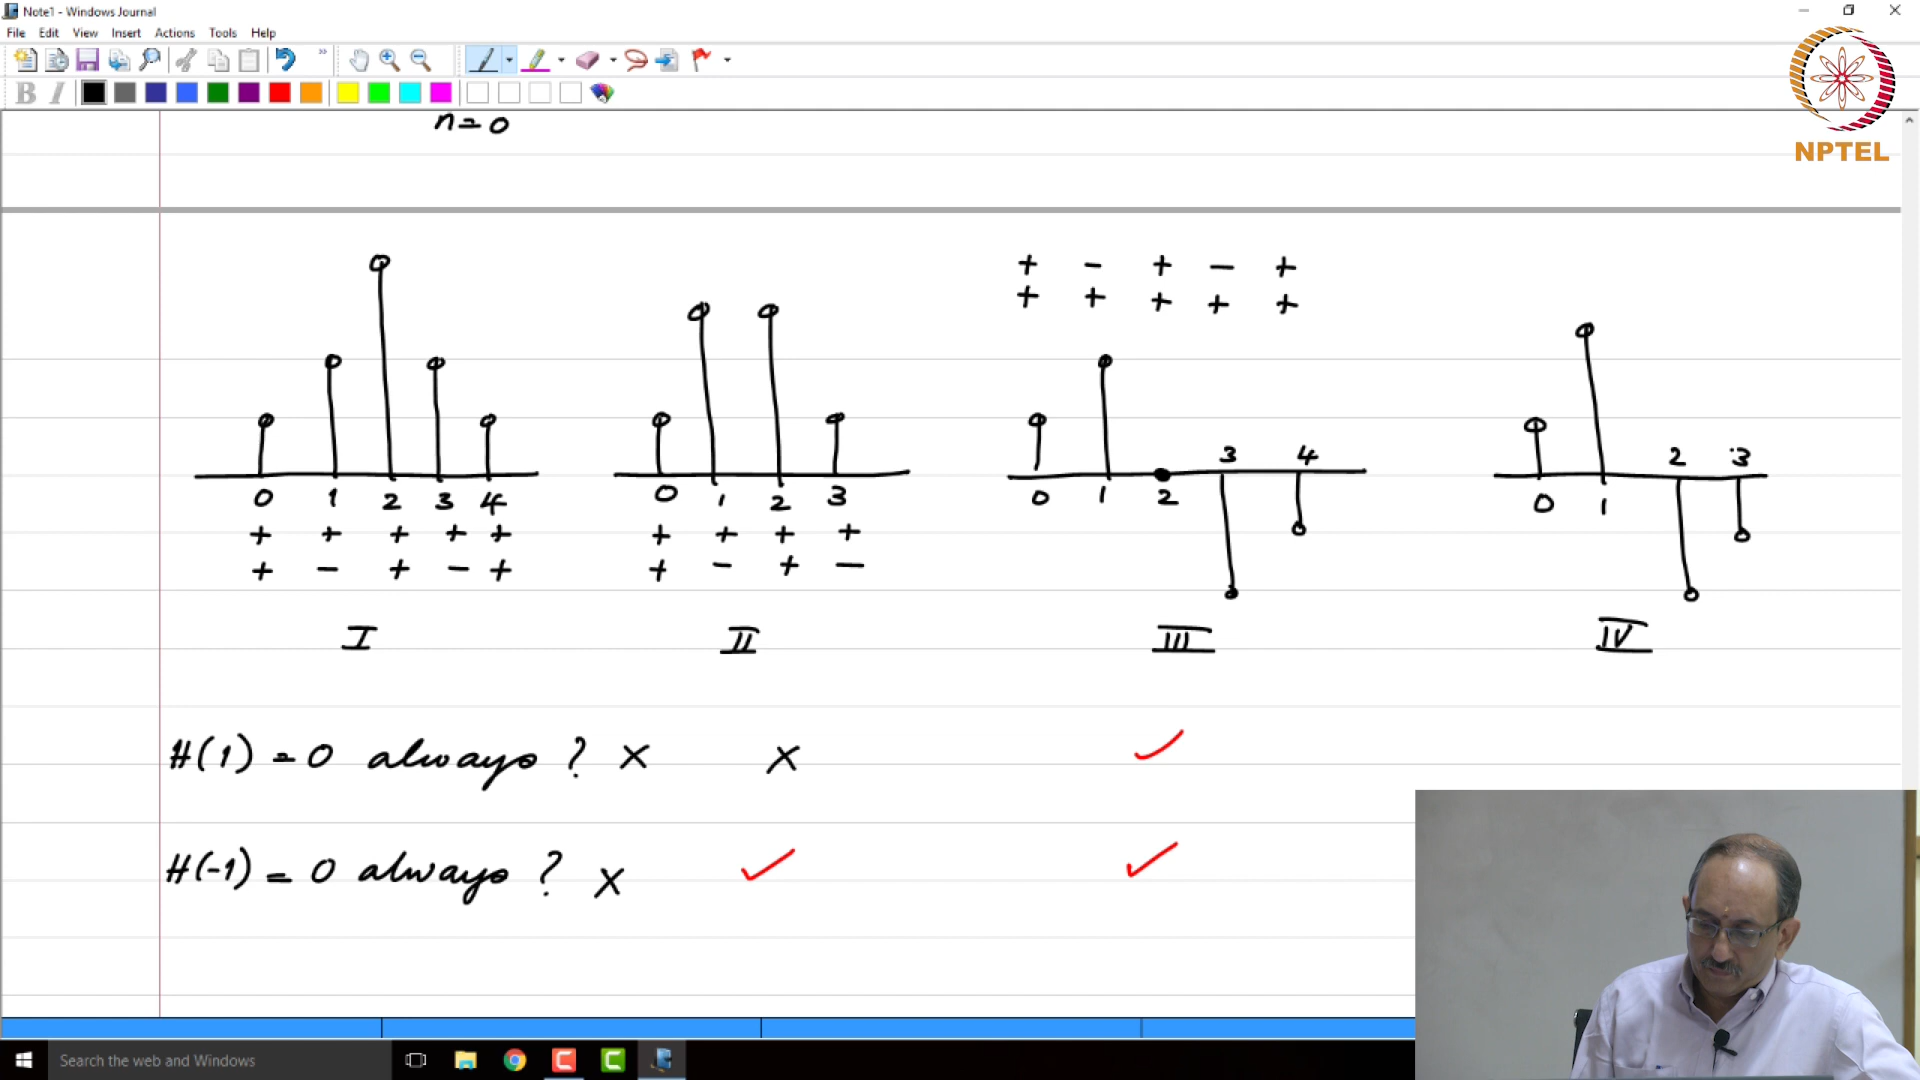 Note1 - Windows Journal
File Edit View Insert Actions Tools Help
B I
NPTEL
n = 0
+ - + - +
+ + + + +
3 4
2 3
0 1 2 3 4
0 1 2 3
0 1 2
0 1
+ + + + +
+ - + - +
+ + + +
+ - + -
I II III IV
H(1) = 0 always ? X X ✓
H(-1) = 0 always ? X ✓ ✓
Search the web and Windows